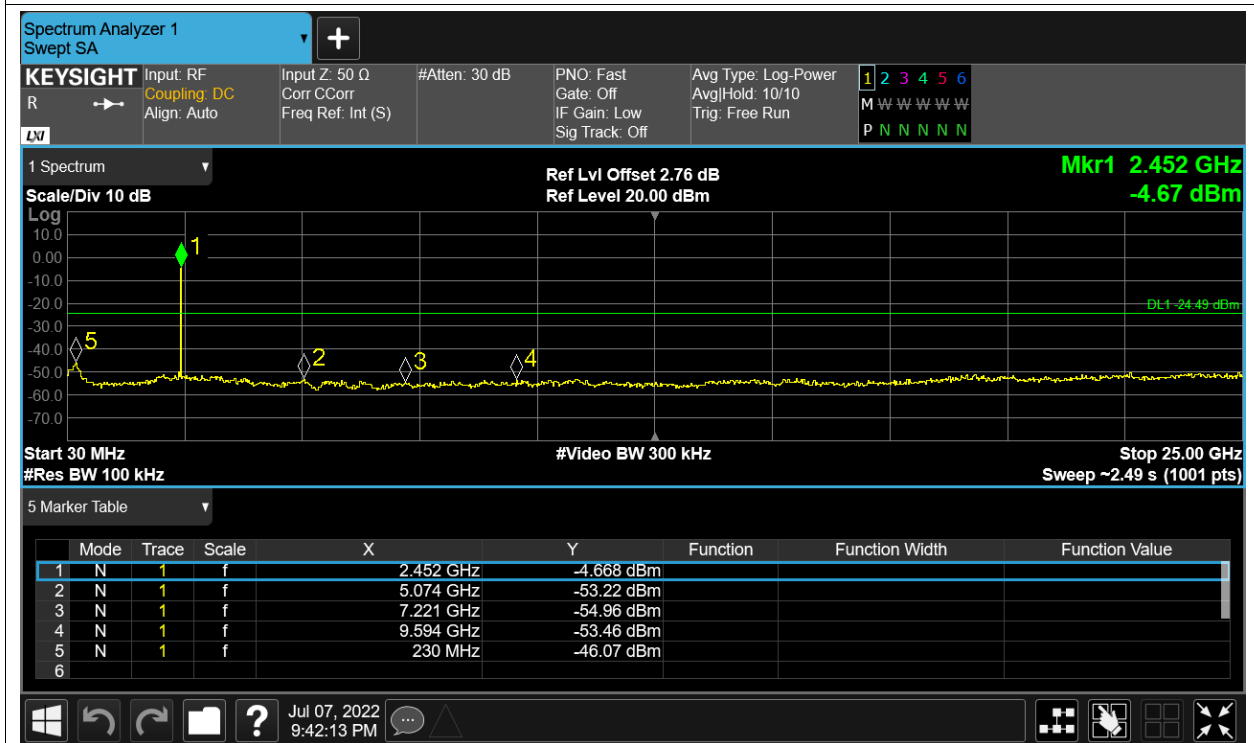 Spectrum Analyzer 1
Swept SA
+
KEYSIGHT
R
LXI
Input: RF
Coupling: DC
Align: Auto
Input Z: 50 Ω
Corr CCorr
Freq Ref: Int (S)
#Atten: 30 dB
PNO: Fast
Gate: Off
IF Gain: Low
Sig Track: Off
Avg Type: Log-Power
Avg|Hold: 10/10
Trig: Free Run
1 2 3 4 5 6
M W W W W W
P N N N N N
1 Spectrum
Scale/Div 10 dB
Ref Lvl Offset 2.76 dB
Ref Level 20.00 dBm
Mkr1 2.452 GHz
-4.67 dBm
Log
10.0
0.00
-10.0
-20.0
-30.0
-40.0
-50.0
-60.0
-70.0
1
5
2
3
4
DL1 -24.49 dBm
Start 30 MHz
#Res BW 100 kHz
#Video BW 300 kHz
Stop 25.00 GHz
Sweep ~2.49 s (1001 pts)
5 Marker Table
Mode Trace Scale X Y Function Function Width Function Value
1 N 1 f 2.452 GHz -4.668 dBm
2 N 1 f 5.074 GHz -53.22 dBm
3 N 1 f 7.221 GHz -54.96 dBm
4 N 1 f 9.594 GHz -53.46 dBm
5 N 1 f 230 MHz -46.07 dBm
6
?
Jul 07, 2022
9:42:13 PM